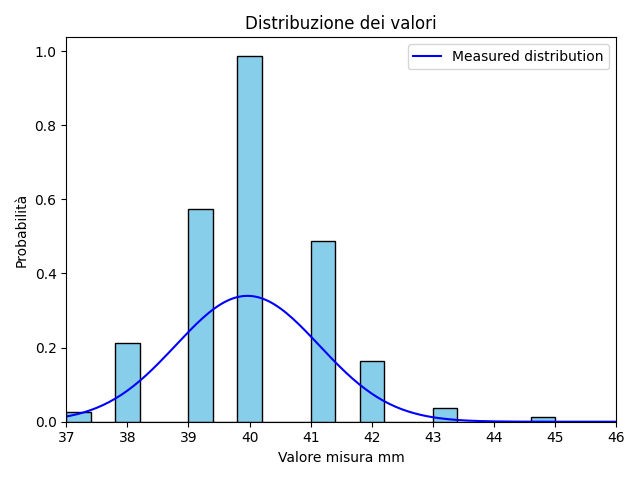 Distribuzione dei valori
Measured distribution
Probabilità
1.0
0.8
0.6
0.4
0.2
0.0
37 38 39 40 41 42 43 44 45 46
Valore misura mm